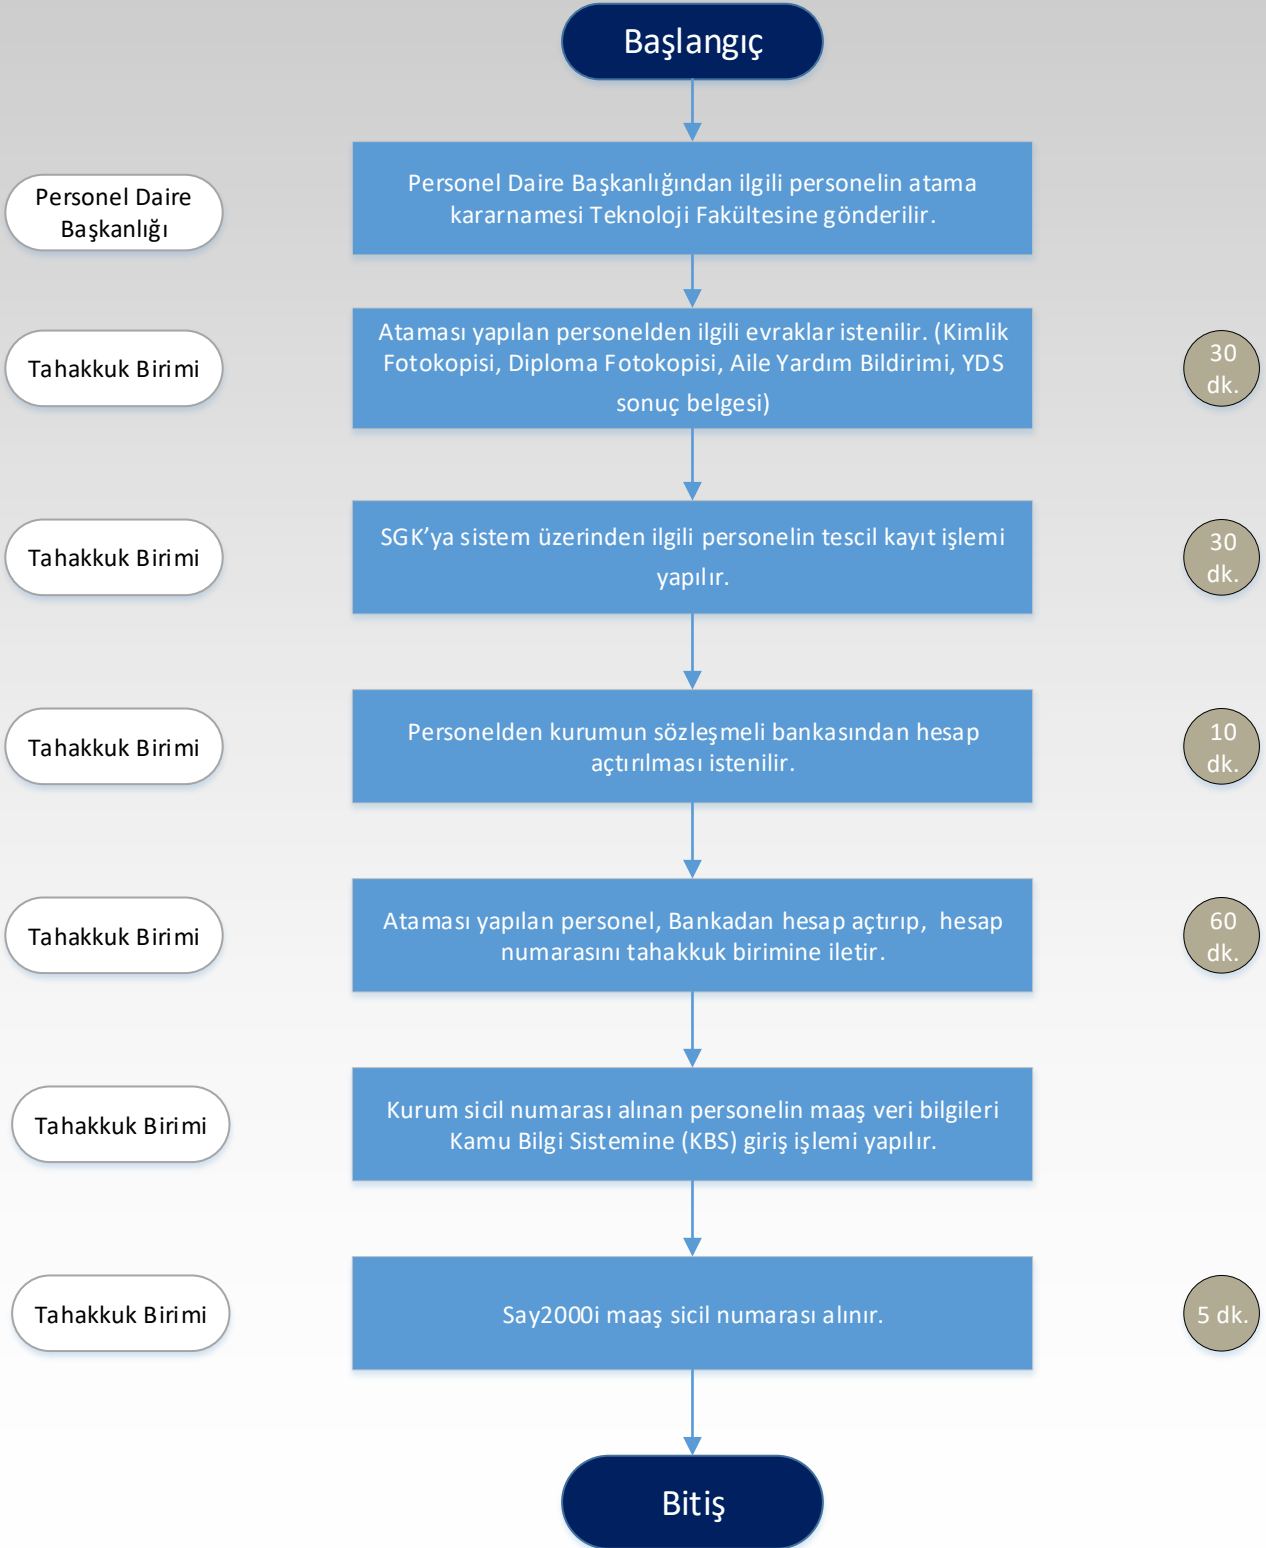 Başlangıç
Personel Daire
Başkanlığı
Personel Daire Başkanlığından ilgili personelin atama
kararnamesi Teknoloji Fakültesine gönderilir.
Tahakkuk Birimi
Ataması yapılan personelden ilgili evraklar istenilir. (Kimlik
Fotokopisi, Diploma Fotokopisi, Aile Yardım Bildirimi, YDS
sonuç belgesi)
30
dk.
Tahakkuk Birimi
SGK’ya sistem üzerinden ilgili personelin tescil kayıt işlemi
yapılır.
30
dk.
Tahakkuk Birimi
Personelden kurumun sözleşmeli bankasından hesap
açtırılması istenilir.
10
dk.
Tahakkuk Birimi
Ataması yapılan personel, Bankadan hesap açtırıp, hesap
numarasını tahakkuk birimine iletir.
60
dk.
Tahakkuk Birimi
Kurum sicil numarası alınan personelin maaş veri bilgileri
Kamu Bilgi Sistemine (KBS) giriş işlemi yapılır.
Tahakkuk Birimi
Say2000i maaş sicil numarası alınır.
5 dk.
Bitiş